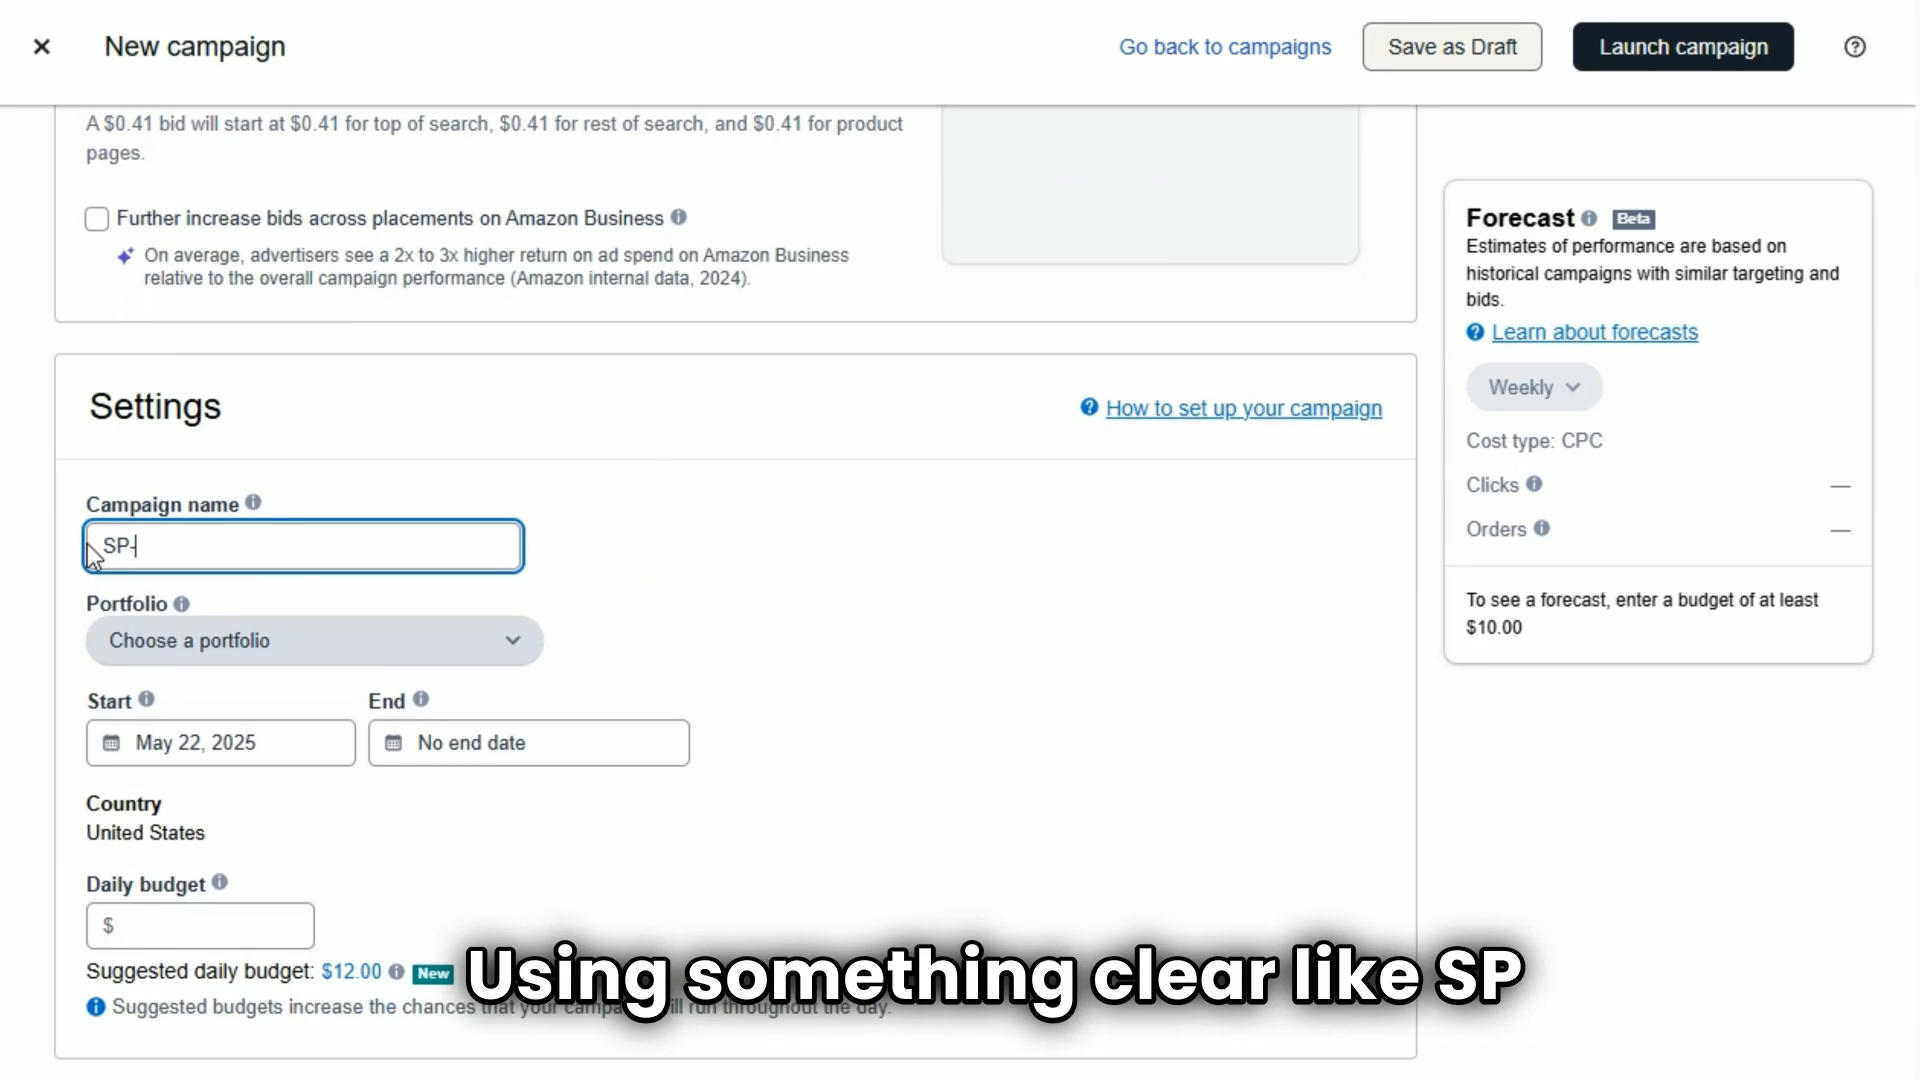 New campaign
Go back to campaigns
Save as Draft
Launch campaign
A $0.41 bid will start at $0.41 for top of search, $0.41 for rest of search, and $0.41 for product
pages.
Further increase bids across placements on Amazon Business
On average, advertisers see a 2x to 3x higher return on ad spend on Amazon Business
relative to the overall campaign performance (Amazon internal data, 2024).
Settings
How to set up your campaign
Campaign name
SP-
Portfolio
Choose a portfolio
Start
End
May 22, 2025
No end date
Country
United States
Daily budget
$
Suggested daily budget: $12.00 New
Suggested budgets increase the chances that your campa ill run throughout the day.
Using something clear like SP
Forecast Beta
Estimates of performance are based on
historical campaigns with similar targeting and
bids.
Learn about forecasts
Weekly
Cost type: CPC
Clicks —
Orders —
To see a forecast, enter a budget of at least
$10.00